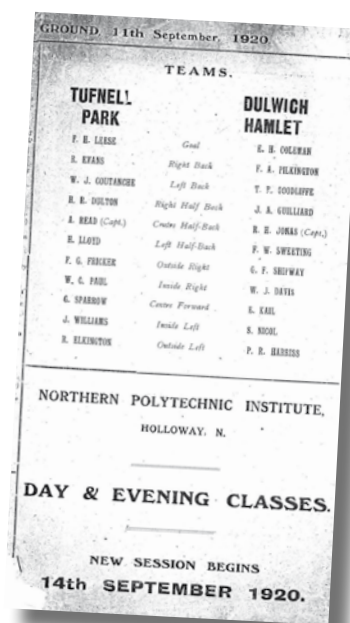 GROUND, 11th September, 1920.
TEAMS.
TUFNELL PARK
DULWICH HAMLET
F. H. LEESE Goal E. H. COLEMAN
S. EVANS Right Back F. A. PILKINGTON
W. J. COUTANCHE Left Back T. F. GOODLIFFE
R. H. DOLTON Right Half Back J. A. GUILLIARD
A. READ (Capt.) Centre Half-Back B. H. JONAS (Capt.)
H. LLOYD Left Half-Back F. W. SWEETING
F. G. FRICKER Outside Right G. F. SHIPWAY
W. C. PAUL Inside Right W. J. DAVIS
G. SPARROW Centre Forward E. KAIL
J. WILLIAMS Inside Left S. NICOL
R. ELKINGTON Outside Left P. R. HARRISS
NORTHERN POLYTECHNIC INSTITUTE,
HOLLOWAY. N.
DAY & EVENING CLASSES.
NEW SESSION BEGINS
14th SEPTEMBER 1920.